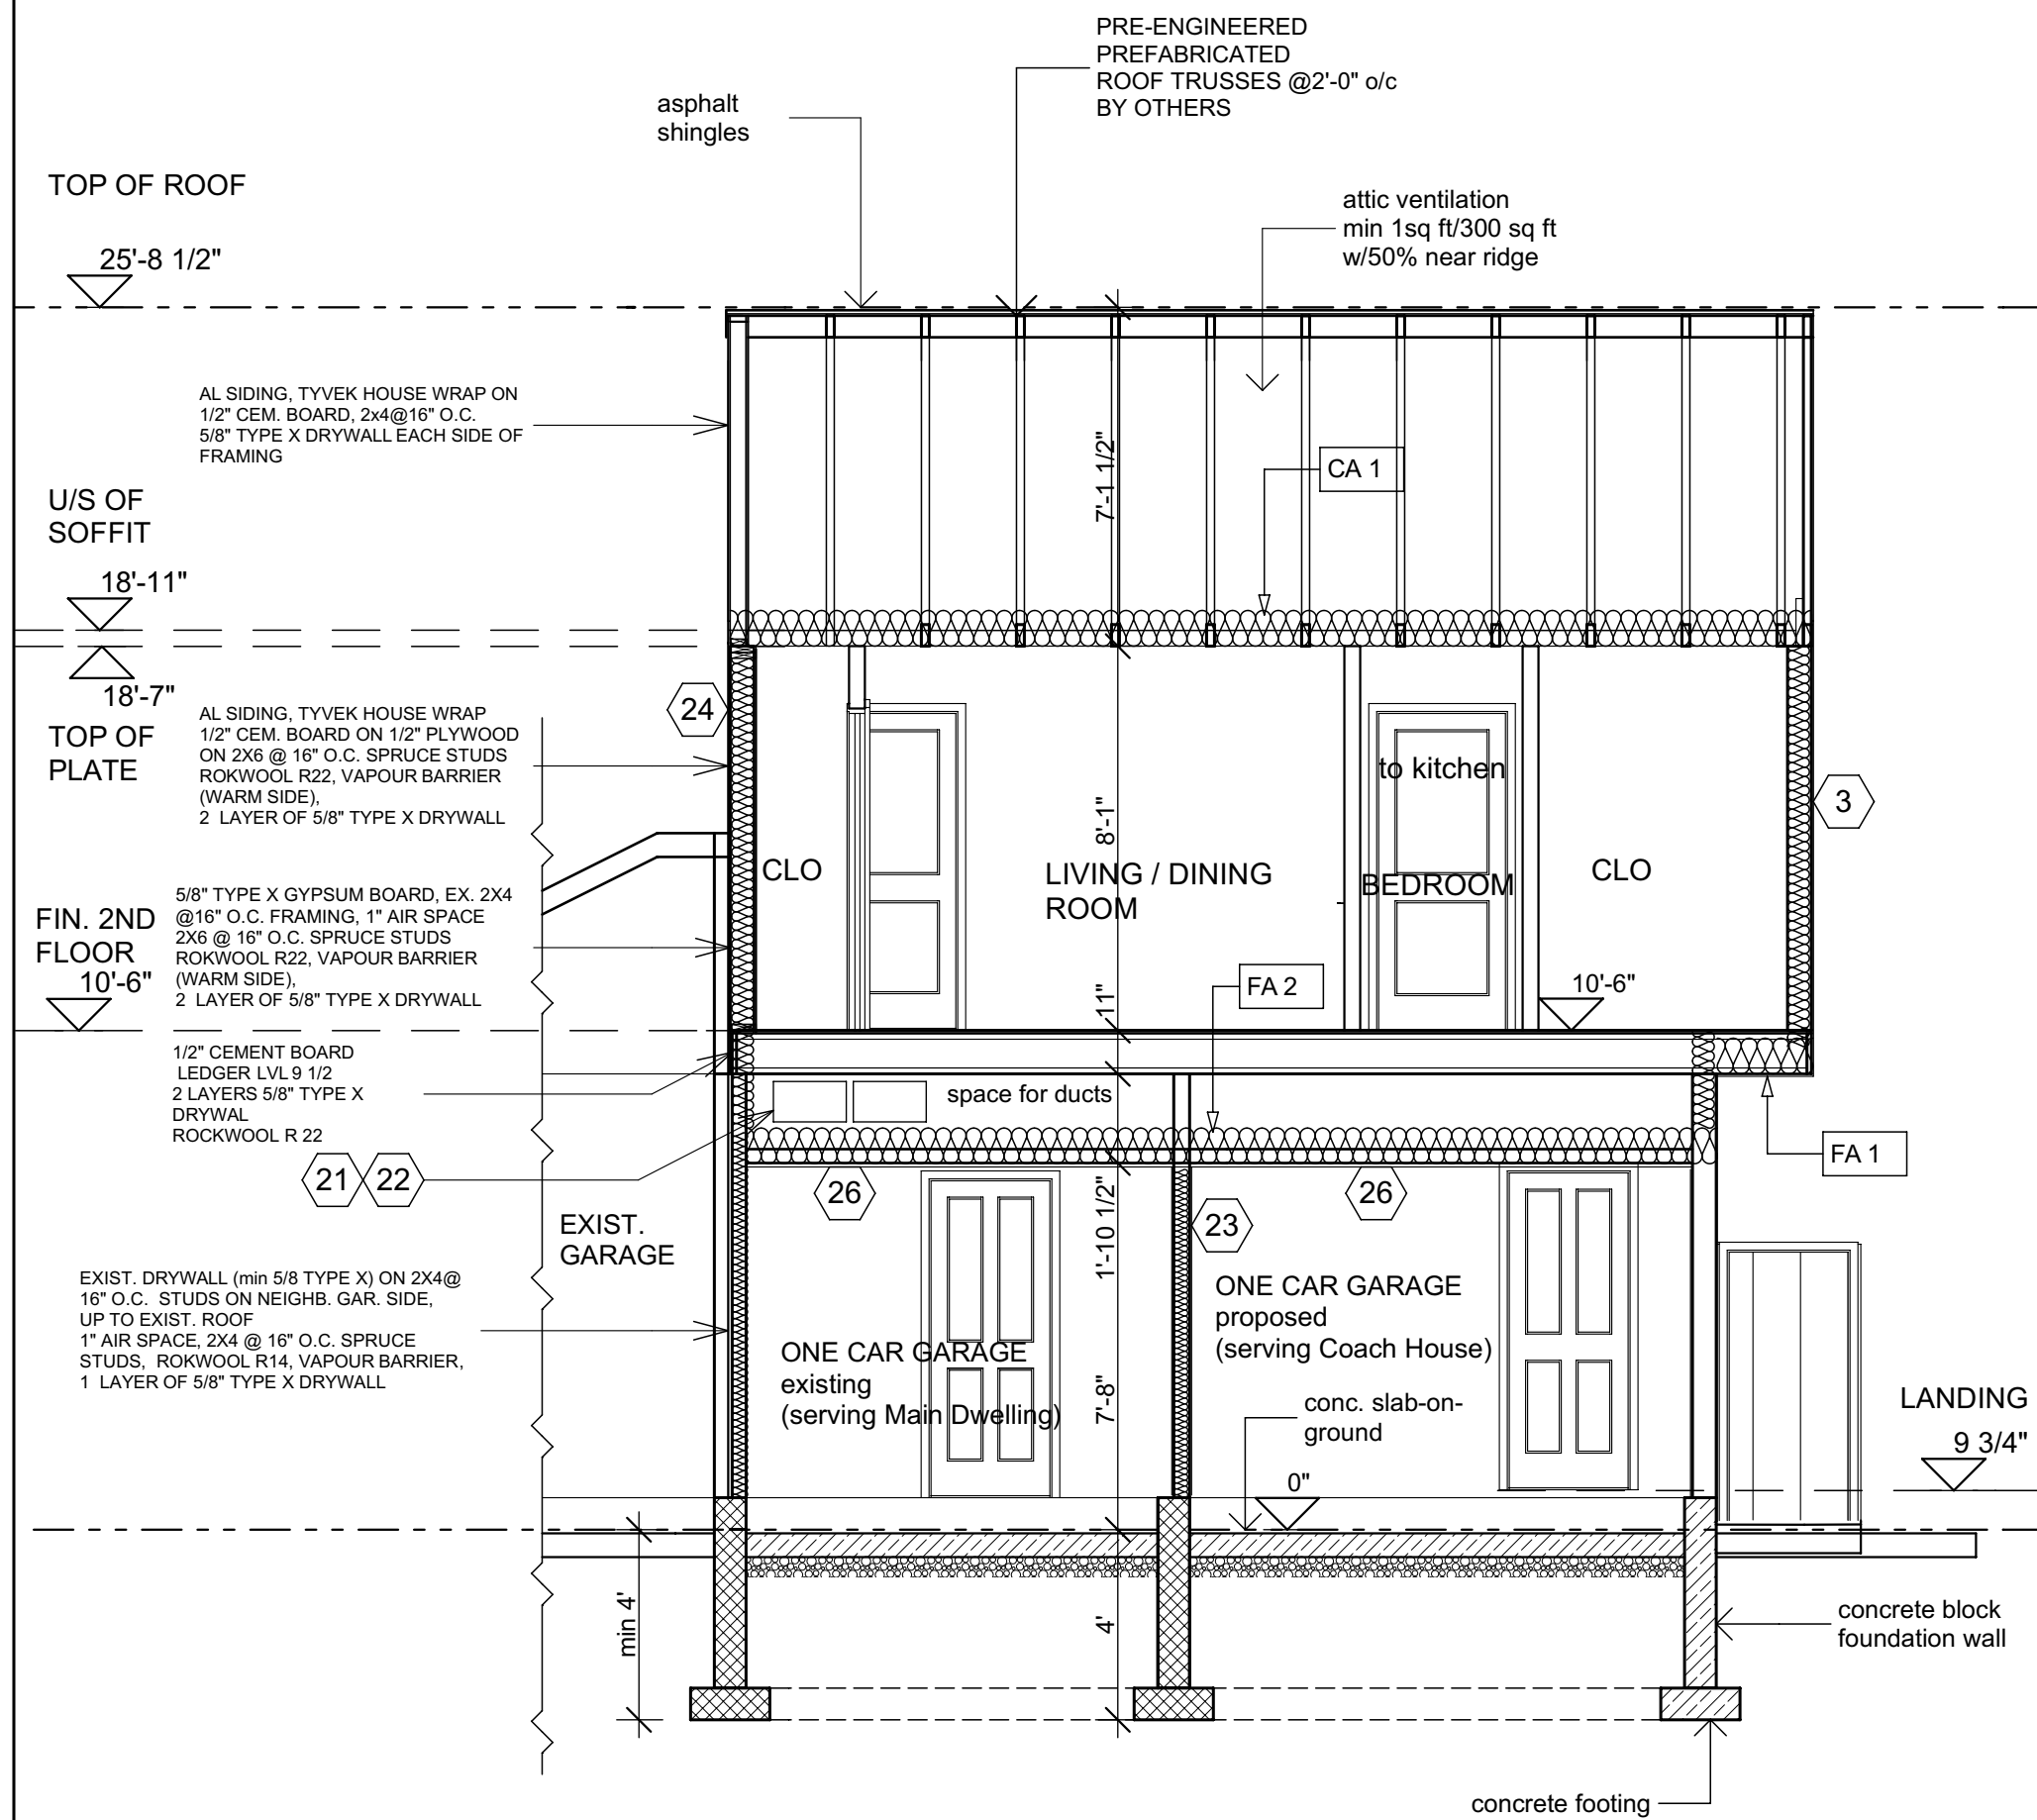 PRE-ENGINEERED
PREFABRICATED
ROOF TRUSSES @2'-0" o/c
BY OTHERS
asphalt
shingles
TOP OF ROOF
25'-8 1/2"
attic ventilation
min 1sq ft/300 sq ft
w/50% near ridge
AL SIDING, TYVEK HOUSE WRAP ON
1/2" CEM. BOARD, 2x4@16" O.C.
5/8" TYPE X DRYWALL EACH SIDE OF
FRAMING
7'-1 1/2"
CA 1
U/S OF
SOFFIT
18'-11"
18'-7"
TOP OF
PLATE
AL SIDING, TYVEK HOUSE WRAP
1/2" CEM. BOARD ON 1/2" PLYWOOD
ON 2X6 @ 16" O.C. SPRUCE STUDS
ROKWOOL R22, VAPOUR BARRIER
(WARM SIDE),
2 LAYER OF 5/8" TYPE X DRYWALL
24
to kitchen
3
8'-1"
CLO
LIVING / DINING
ROOM
BEDROOM
CLO
FIN. 2ND
FLOOR
10'-6"
5/8" TYPE X GYPSUM BOARD, EX. 2X4
@16" O.C. FRAMING, 1" AIR SPACE
2X6 @ 16" O.C. SPRUCE STUDS
ROKWOOL R22, VAPOUR BARRIER
(WARM SIDE),
2 LAYER OF 5/8" TYPE X DRYWALL
11"
FA 2
10'-6"
1/2" CEMENT BOARD
LEDGER LVL 9 1/2
2 LAYERS 5/8" TYPE X
DRYWAL
ROCKWOOL R 22
space for ducts
FA 1
21
22
26
26
23
1'-10 1/2"
EXIST.
GARAGE
EXIST. DRYWALL (min 5/8 TYPE X) ON 2X4@
16" O.C. STUDS ON NEIGHB. GAR. SIDE,
UP TO EXIST. ROOF
1" AIR SPACE, 2X4 @ 16" O.C. SPRUCE
STUDS, ROKWOOL R14, VAPOUR BARRIER,
1 LAYER OF 5/8" TYPE X DRYWALL
ONE CAR GARAGE
existing
(serving Main Dwelling)
7'-8"
ONE CAR GARAGE
proposed
(serving Coach House)
conc. slab-on-
ground
0"
LANDING
9 3/4"
min 4'
4'
concrete block
foundation wall
concrete footing